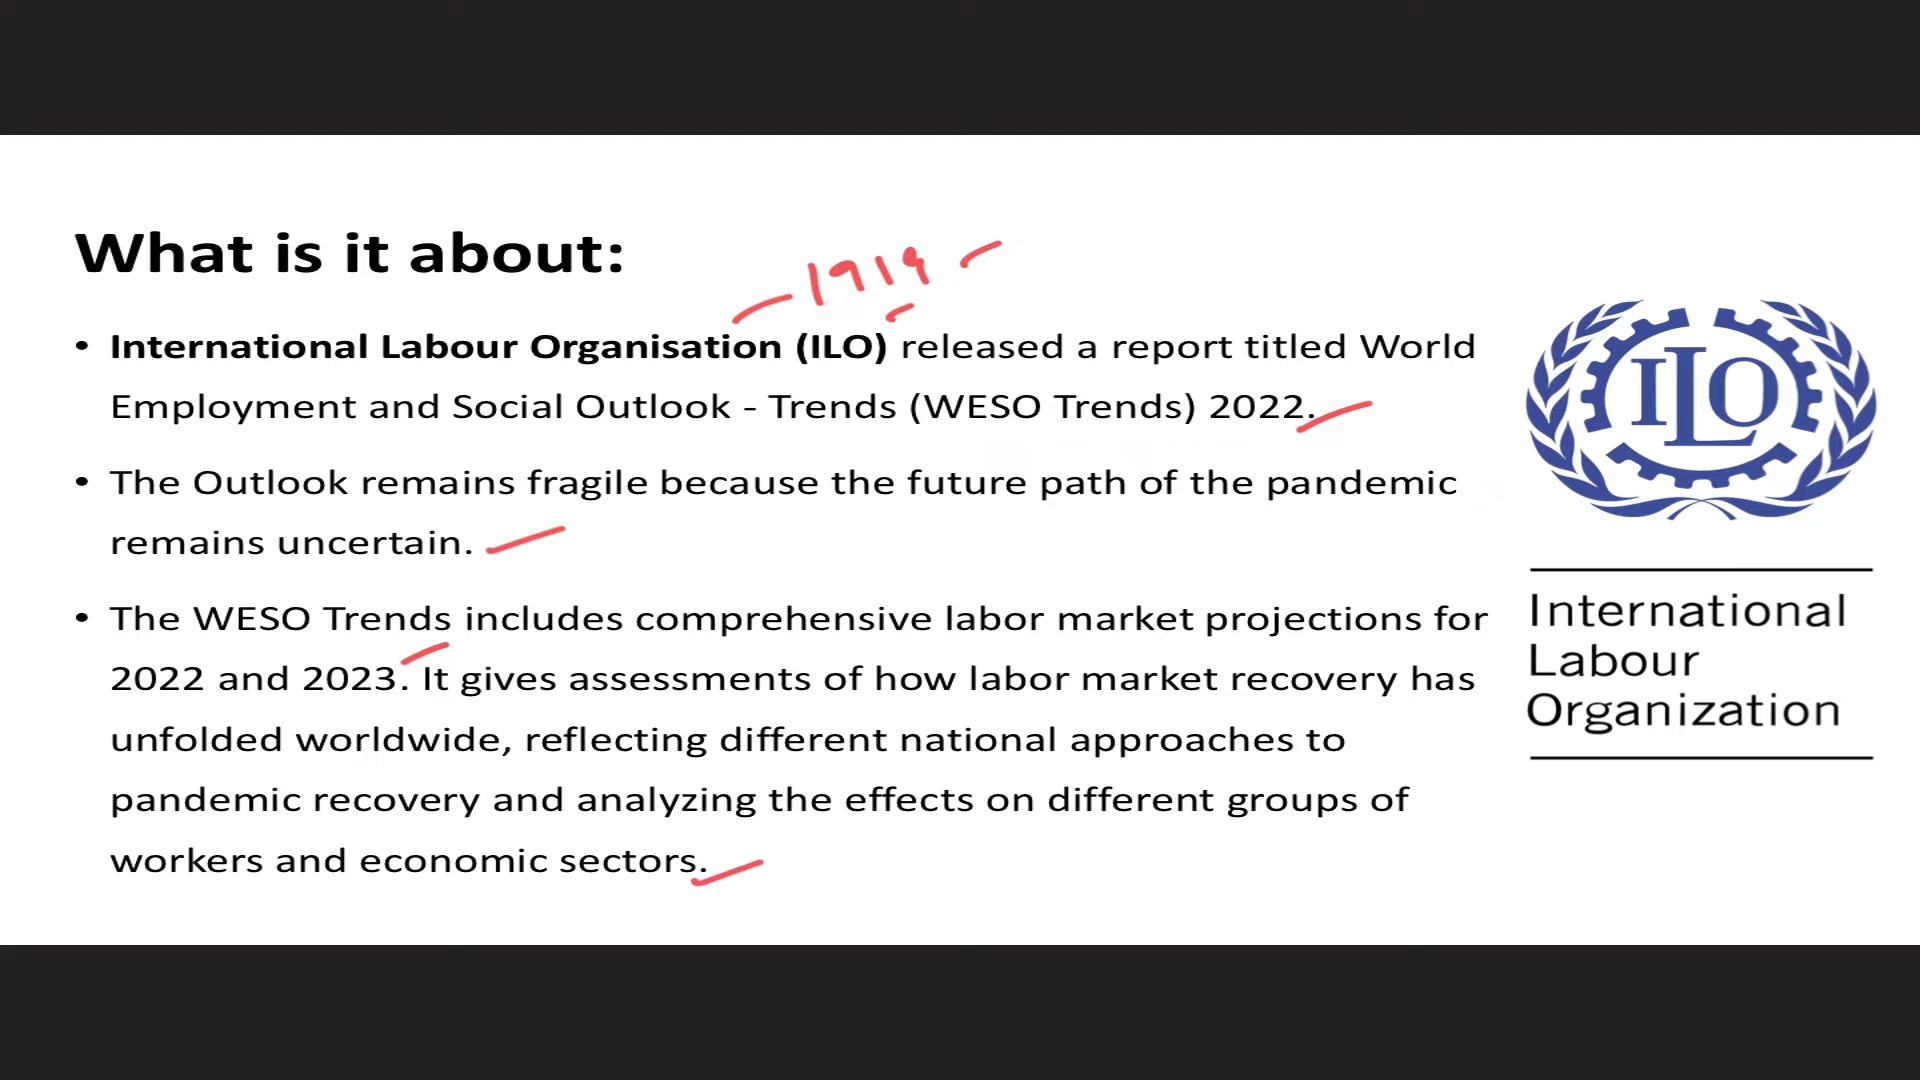 What is it about:
1919
• International Labour Organisation (ILO) released a report titled World
Employment and Social Outlook - Trends (WESO Trends) 2022.
• The Outlook remains fragile because the future path of the pandemic
remains uncertain.
• The WESO Trends includes comprehensive labor market projections for
2022 and 2023. It gives assessments of how labor market recovery has
unfolded worldwide, reflecting different national approaches to
pandemic recovery and analyzing the effects on different groups of
workers and economic sectors.
ILO
International
Labour
Organization